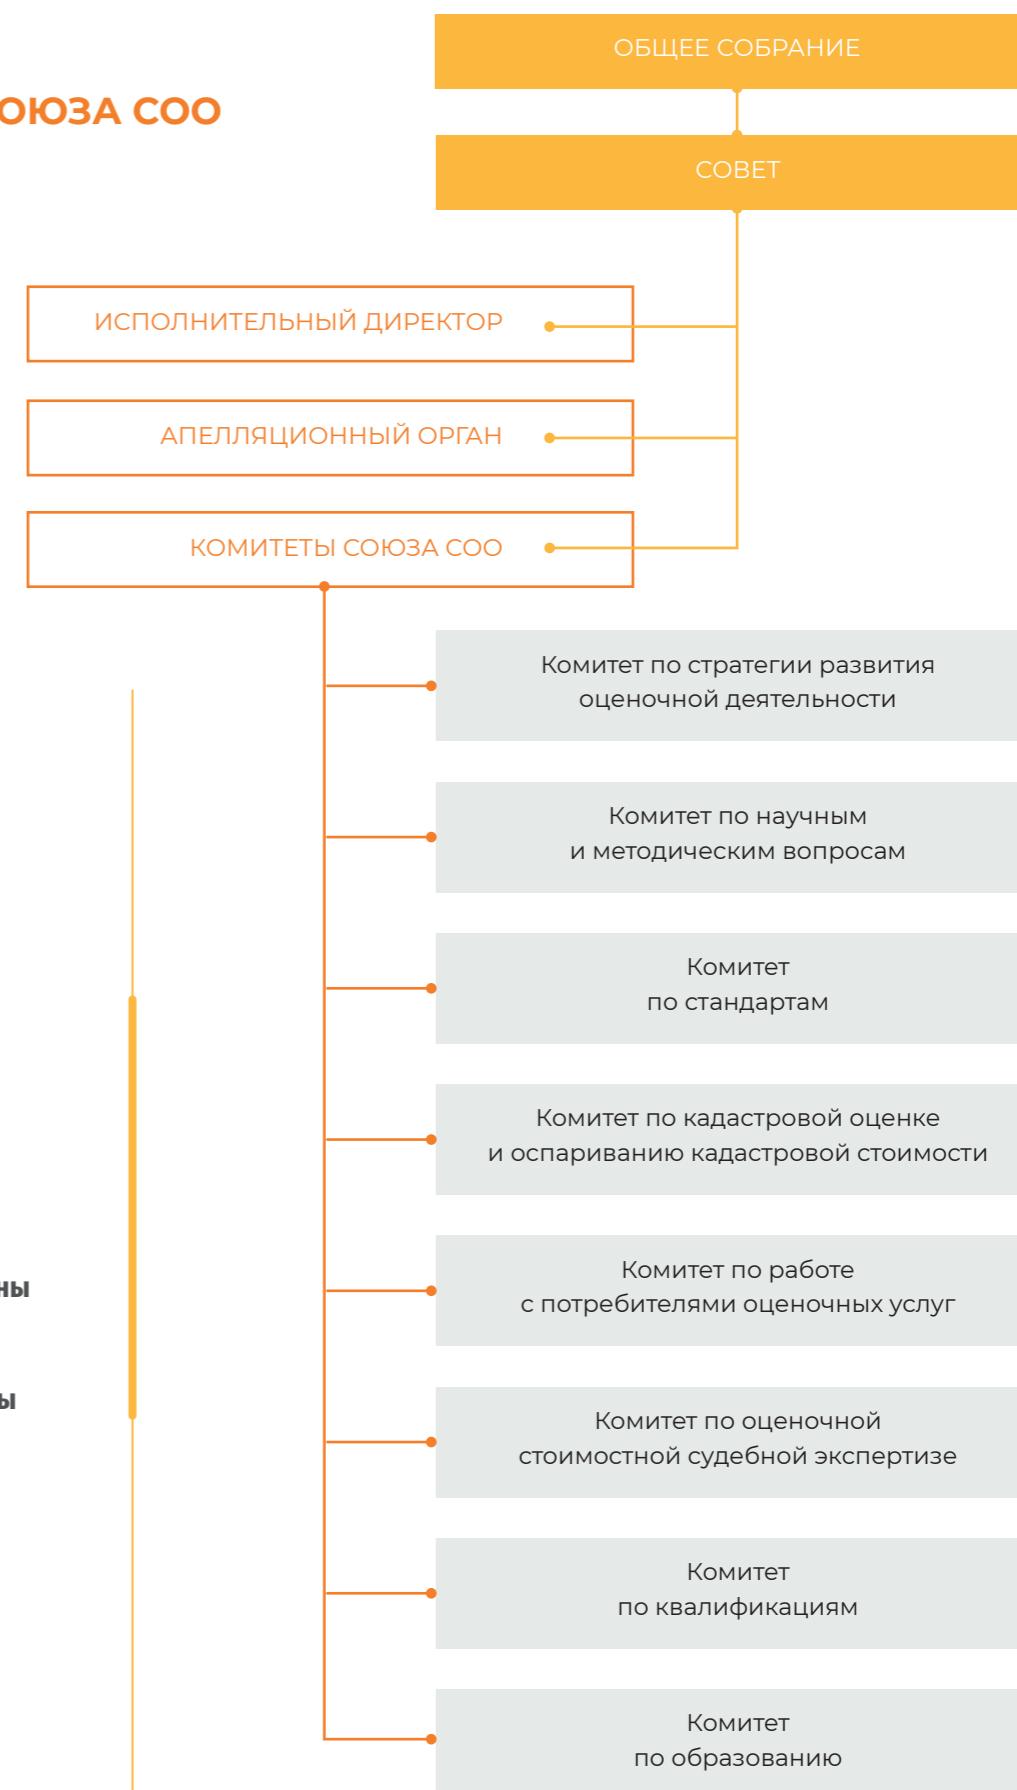 ОБЩЕЕ СОБРАНИЕ
ОЮЗА СОО
СОВЕТ
ИСПОЛНИТЕЛЬНЫЙ ДИРЕКТОР
АПЕЛЛЯЦИОННЫЙ ОРГАН
КОМИТЕТЫ СОЮЗА СОО
Комитет по стратегии развития
оценочной деятельности
Комитет по научным
и методическим вопросам
Комитет
по стандартам
Комитет по кадастровой оценке
и оспариванию кадастровой стоимости
Комитет по работе
с потребителями оценочных услуг
ны
ы
Комитет по оценочной
стоимостной судебной экспертизе
Комитет
по квалификациям
Комитет
по образованию